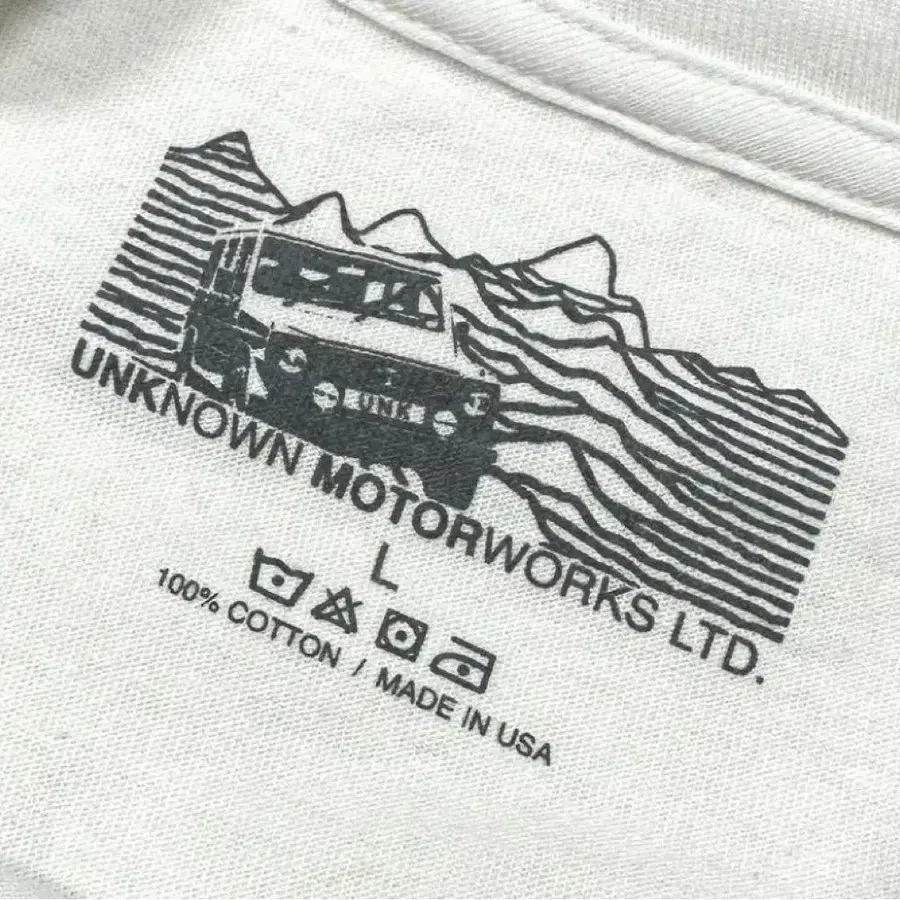 UNK
UNKNOWN MOTORWORKS LTD.
L
100% COTTON / MADE IN USA